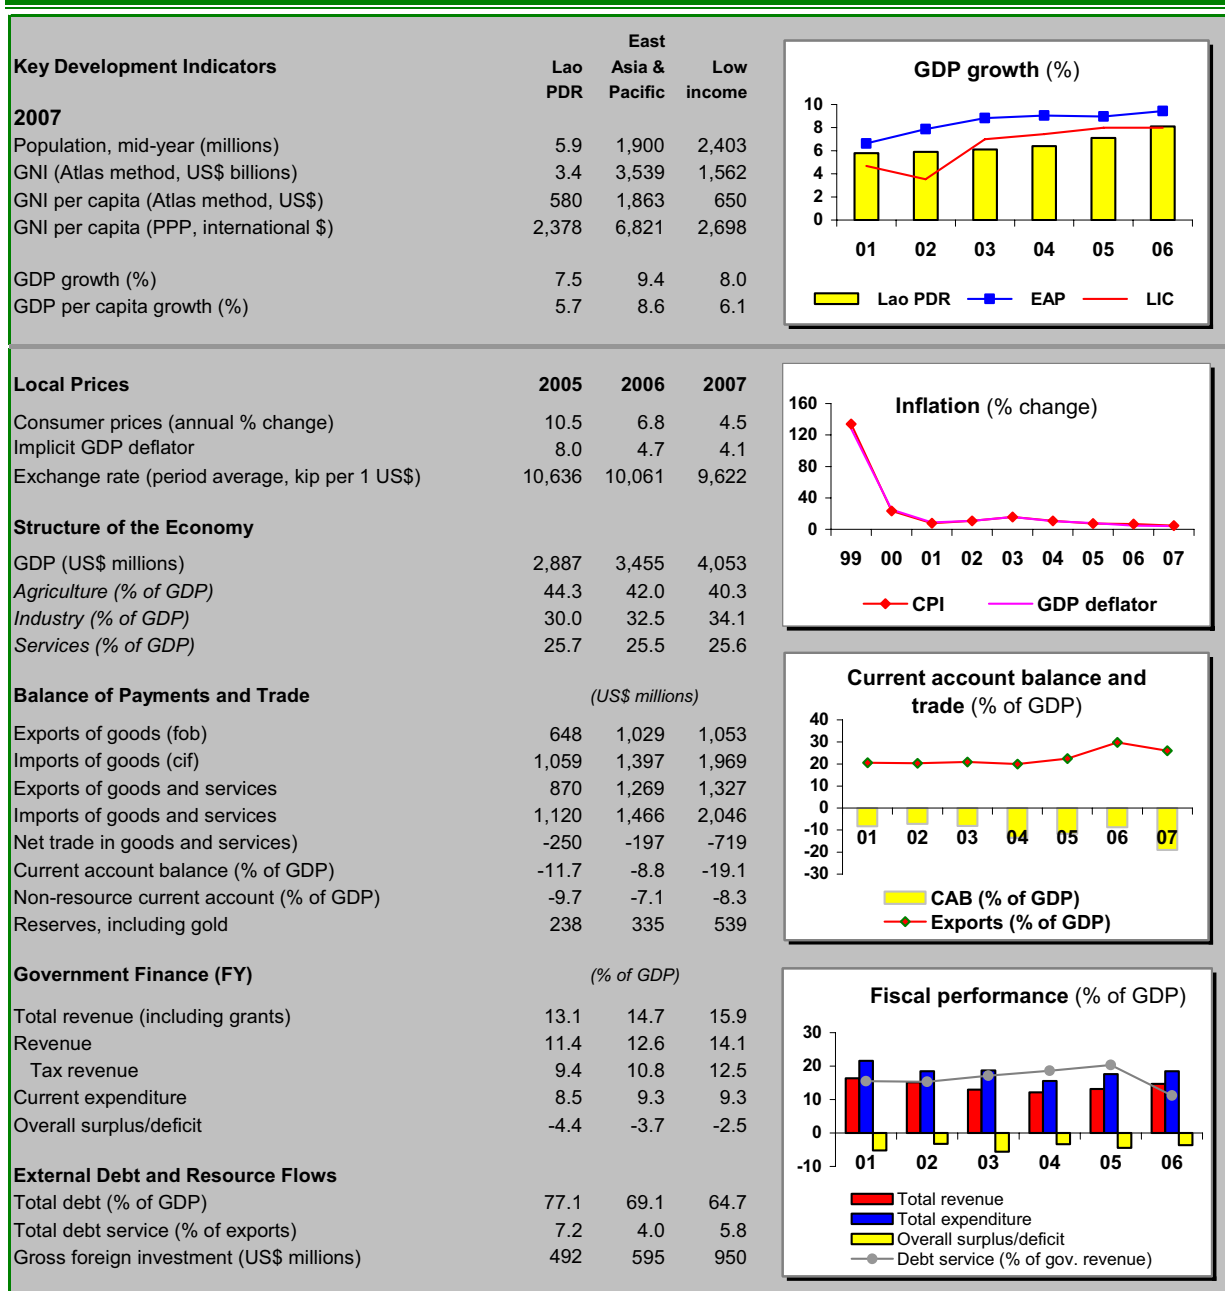 East
Key Development Indicators Lao Asia & Low
PDR Pacific income
2007
Population, mid-year (millions) 5.9 1,900 2,403
GNI (Atlas method, US$ billions) 3.4 3,539 1,562
GNI per capita (Atlas method, US$) 580 1,863 650
GNI per capita (PPP, international $) 2,378 6,821 2,698
GDP growth (%) 7.5 9.4 8.0
GDP per capita growth (%) 5.7 8.6 6.1
GDP growth (%)
10
8
6
4
2
0
01 02 03 04 05 06
Lao PDR EAP LIC
Local Prices 2005 2006 2007
Consumer prices (annual % change) 10.5 6.8 4.5
Implicit GDP deflator 8.0 4.7 4.1
Exchange rate (period average, kip per 1 US$) 10,636 10,061 9,622
Structure of the Economy
GDP (US$ millions) 2,887 3,455 4,053
Agriculture (% of GDP) 44.3 42.0 40.3
Industry (% of GDP) 30.0 32.5 34.1
Services (% of GDP) 25.7 25.5 25.6
Inflation (% change)
160
120
80
40
0
99 00 01 02 03 04 05 06 07
CPI GDP deflator
Balance of Payments and Trade (US$ millions)
Exports of goods (fob) 648 1,029 1,053
Imports of goods (cif) 1,059 1,397 1,969
Exports of goods and services 870 1,269 1,327
Imports of goods and services 1,120 1,466 2,046
Net trade in goods and services) -250 -197 -719
Current account balance (% of GDP) -11.7 -8.8 -19.1
Non-resource current account (% of GDP) -9.7 -7.1 -8.3
Reserves, including gold 238 335 539
Current account balance and
trade (% of GDP)
40
30
20
10
0
-10
-20
-30
01 02 03 04 05 06 07
CAB (% of GDP)
Exports (% of GDP)
Government Finance (FY) (% of GDP)
Total revenue (including grants) 13.1 14.7 15.9
Revenue 11.4 12.6 14.1
Tax revenue 9.4 10.8 12.5
Current expenditure 8.5 9.3 9.3
Overall surplus/deficit -4.4 -3.7 -2.5
External Debt and Resource Flows
Total debt (% of GDP) 77.1 69.1 64.7
Total debt service (% of exports) 7.2 4.0 5.8
Gross foreign investment (US$ millions) 492 595 950
Fiscal performance (% of GDP)
30
20
10
0
-10
01 02 03 04 05 06
Total revenue
Total expenditure
Overall surplus/deficit
Debt service (% of gov. revenue)